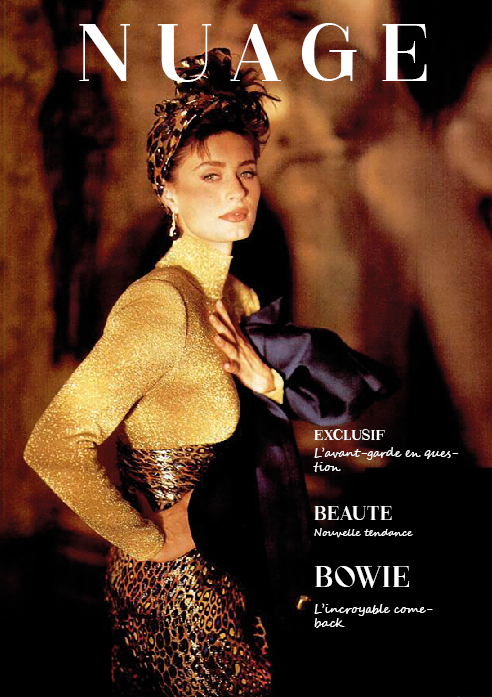 NUAGE
EXCLUSIF
L'avant-garde en ques-
tion
BEAUTE
Nouvelle tendance
BOWIE
L'incroyable come-
back